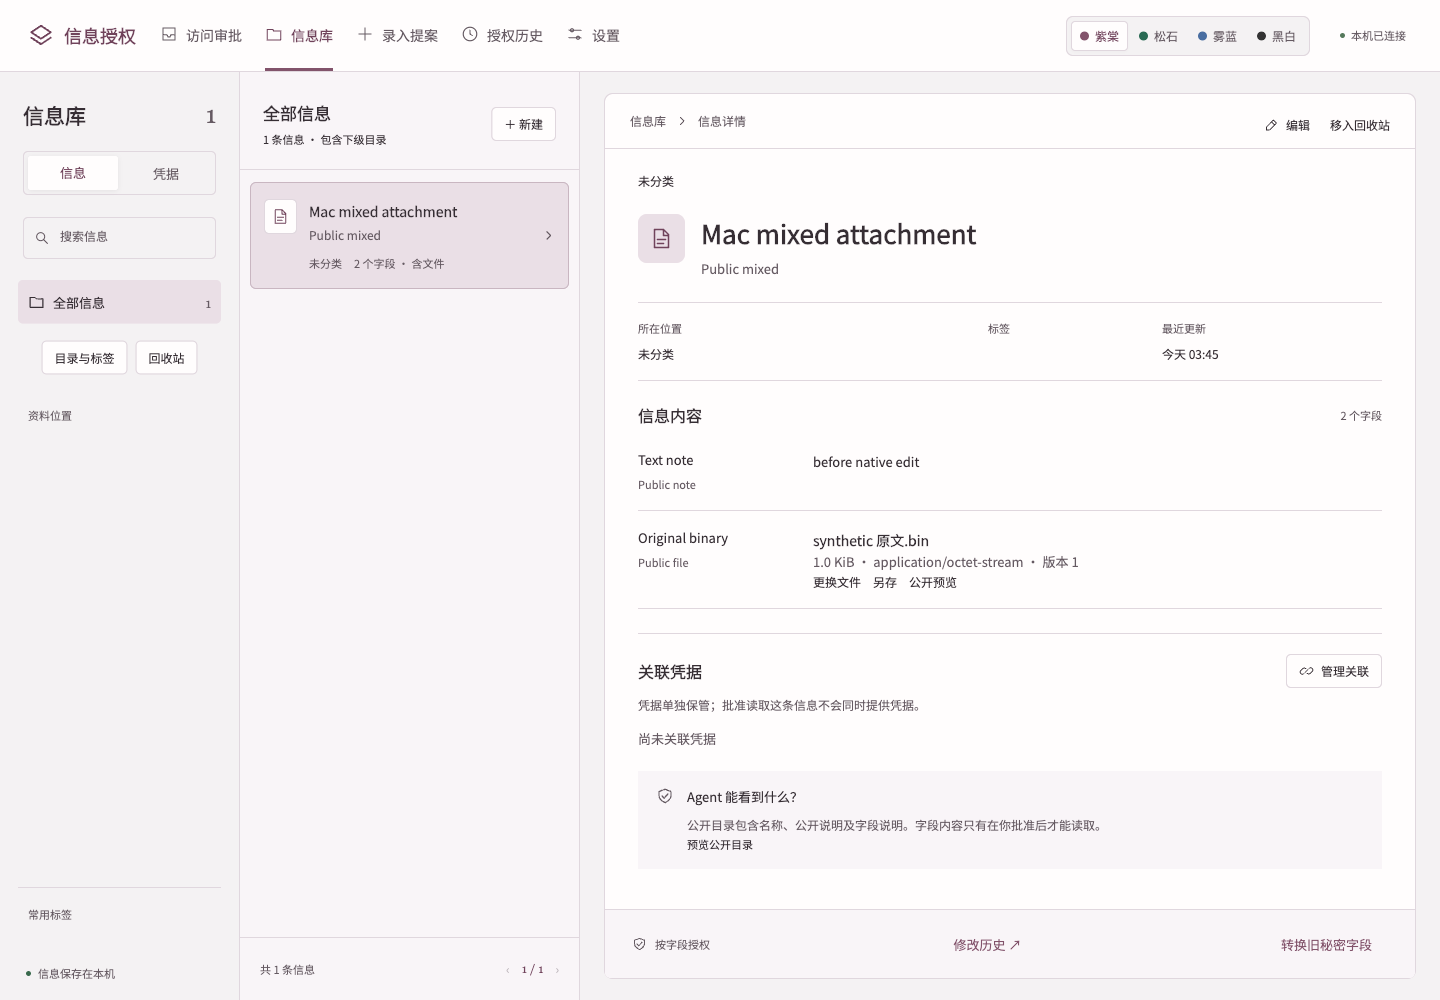 信息授权
访问审批
信息库
录入提案
授权历史
设置
紫棠
松石
雾蓝
黑白
本机已连接
信息库
1
信息
凭据
搜索信息
全部信息
1
目录与标签
回收站
资料位置
常用标签
信息保存在本机
全部信息
1 条信息 · 包含下级目录
新建
Mac mixed attachment
Public mixed
未分类 2 个字段 · 含文件
共 1 条信息
‹ 1 / 1 ›
信息库 > 信息详情
编辑
移入回收站
未分类
Mac mixed attachment
Public mixed
所在位置
未分类
标签
最近更新
今天 03:45
信息内容
2 个字段
Text note
Public note
before native edit
Original binary
Public file
synthetic 原文.bin
1.0 KiB · application/octet-stream · 版本 1
更换文件 另存 公开预览
关联凭据
管理关联
凭据单独保管；批准读取这条信息不会同时提供凭据。
尚未关联凭据
Agent 能看到什么？
公开目录包含名称、公开说明及字段说明。字段内容只有在你批准后才能读取。
预览公开目录
按字段授权
修改历史 ↗
转换旧秘密字段